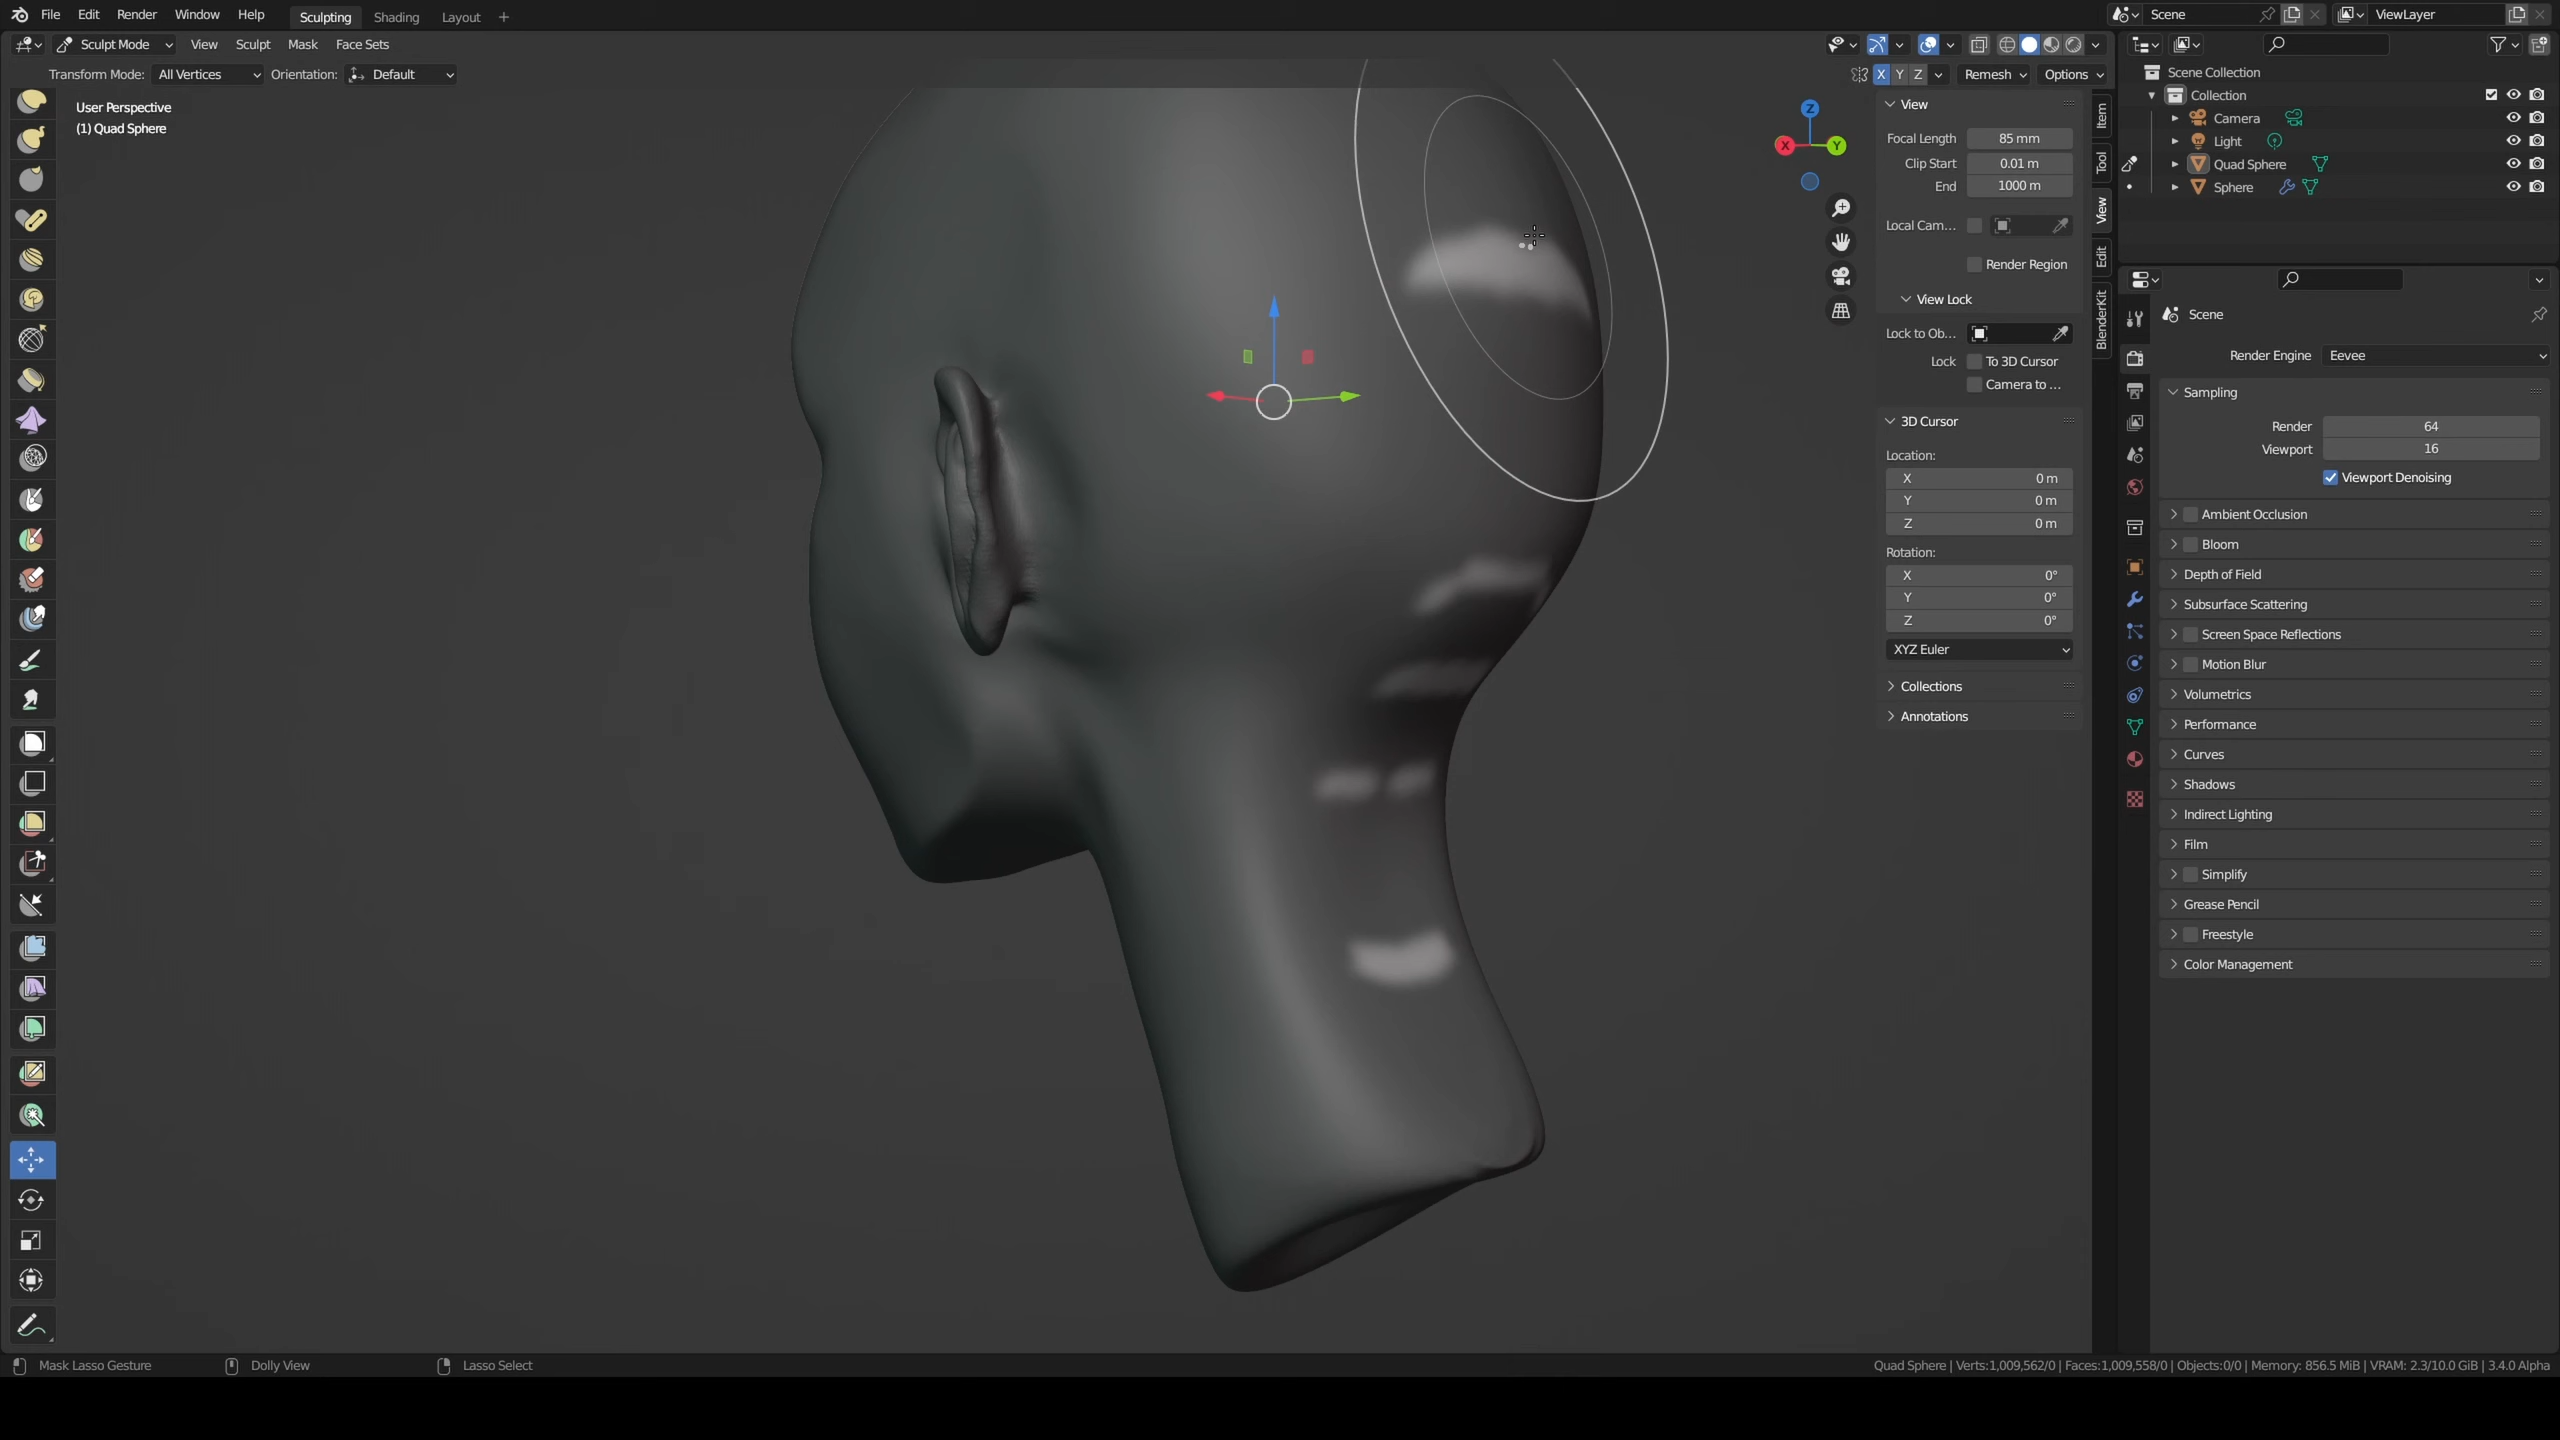 File Edit Render Window Help Sculpting Shading Layout + Scene ViewLayer
Sculpt Mode View Sculpt Mask Face Sets
Transform Mode: All Vertices Orientation: Default X Y Z Remesh Options
User Perspective
(1) Quad Sphere
Z
X
Y
View
Focal Length 85 mm
Clip Start 0.01 m
End 1000 m
Local Cam...
Render Region
View Lock
Lock to Ob...
Lock To 3D Cursor
Camera to ...
3D Cursor
Location:
X 0 m
Y 0 m
Z 0 m
Rotation:
X 0°
Y 0°
Z 0°
XYZ Euler
Collections
Annotations
Item
Tool
View
Edit
BlenderKit
Scene Collection
Collection
Camera
Light
Quad Sphere
Sphere
Scene
Render Engine Eevee
Sampling
Render 64
Viewport 16
Viewport Denoising
Ambient Occlusion
Bloom
Depth of Field
Subsurface Scattering
Screen Space Reflections
Motion Blur
Volumetrics
Performance
Curves
Shadows
Indirect Lighting
Film
Simplify
Grease Pencil
Freestyle
Color Management
Mask Lasso Gesture Dolly View Lasso Select Quad Sphere | Verts:1,009,562/0 | Faces:1,009,558/0 | Objects:0/0 | Memory: 856.5 MiB | VRAM: 2.3/10.0 GiB | 3.4.0 Alpha